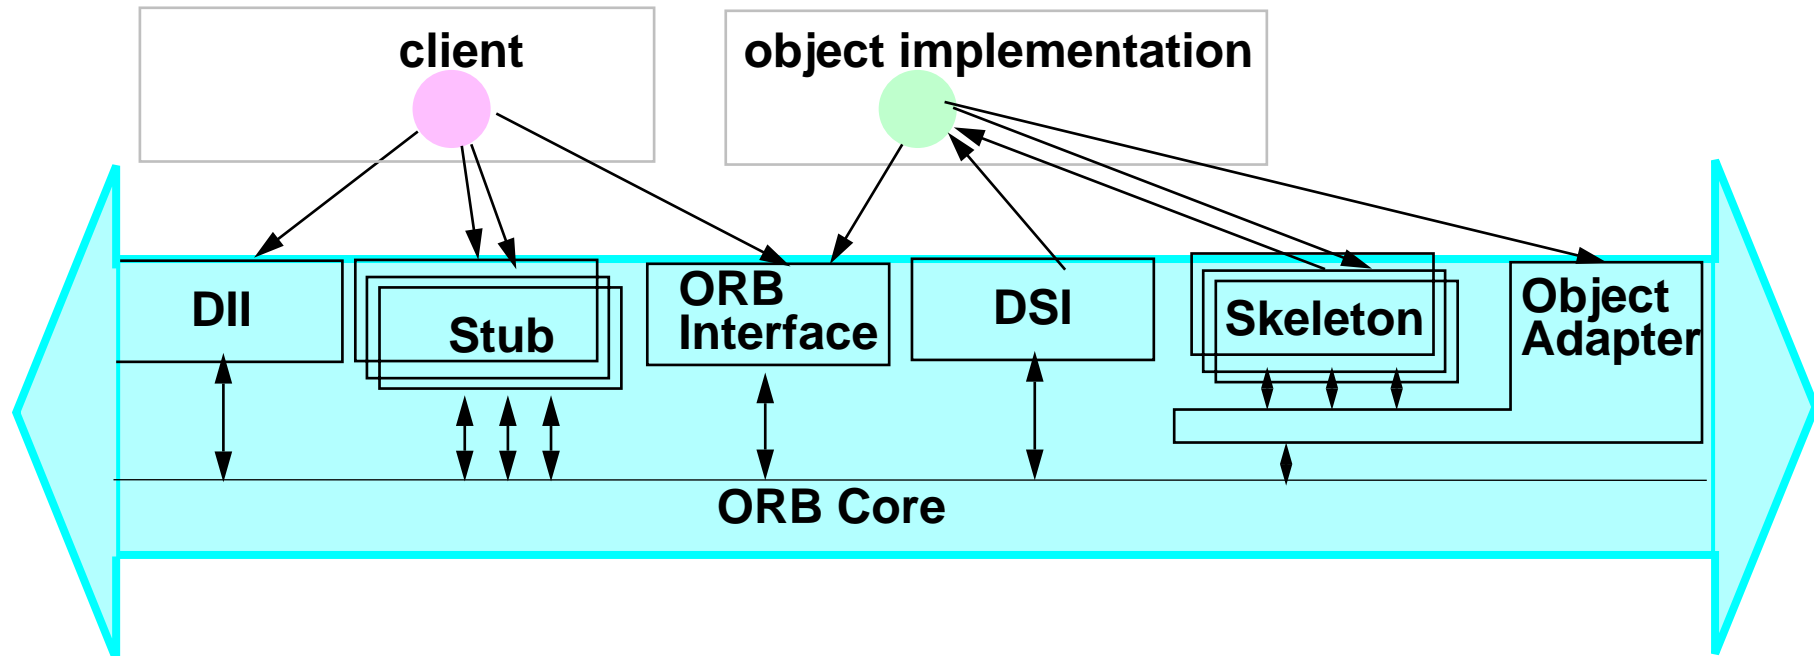 client
object implementation
DII
Stub
ORB
Interface
DSI
Skeleton
Object
Adapter
ORB Core